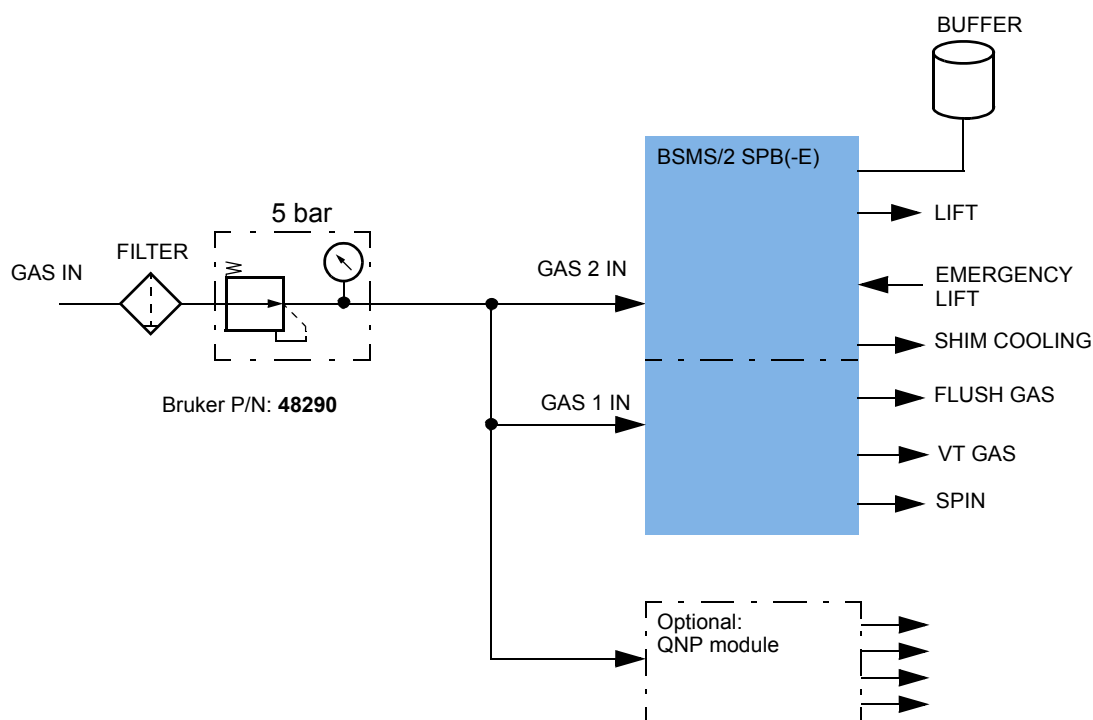 BUFFER
BSMS/2 SPB(-E)
5 bar
LIFT
FILTER
GAS IN
GAS 2 IN
EMERGENCY
LIFT
SHIM COOLING
Bruker P/N: 48290
GAS 1 IN
FLUSH GAS
VT GAS
SPIN
Optional:
QNP module